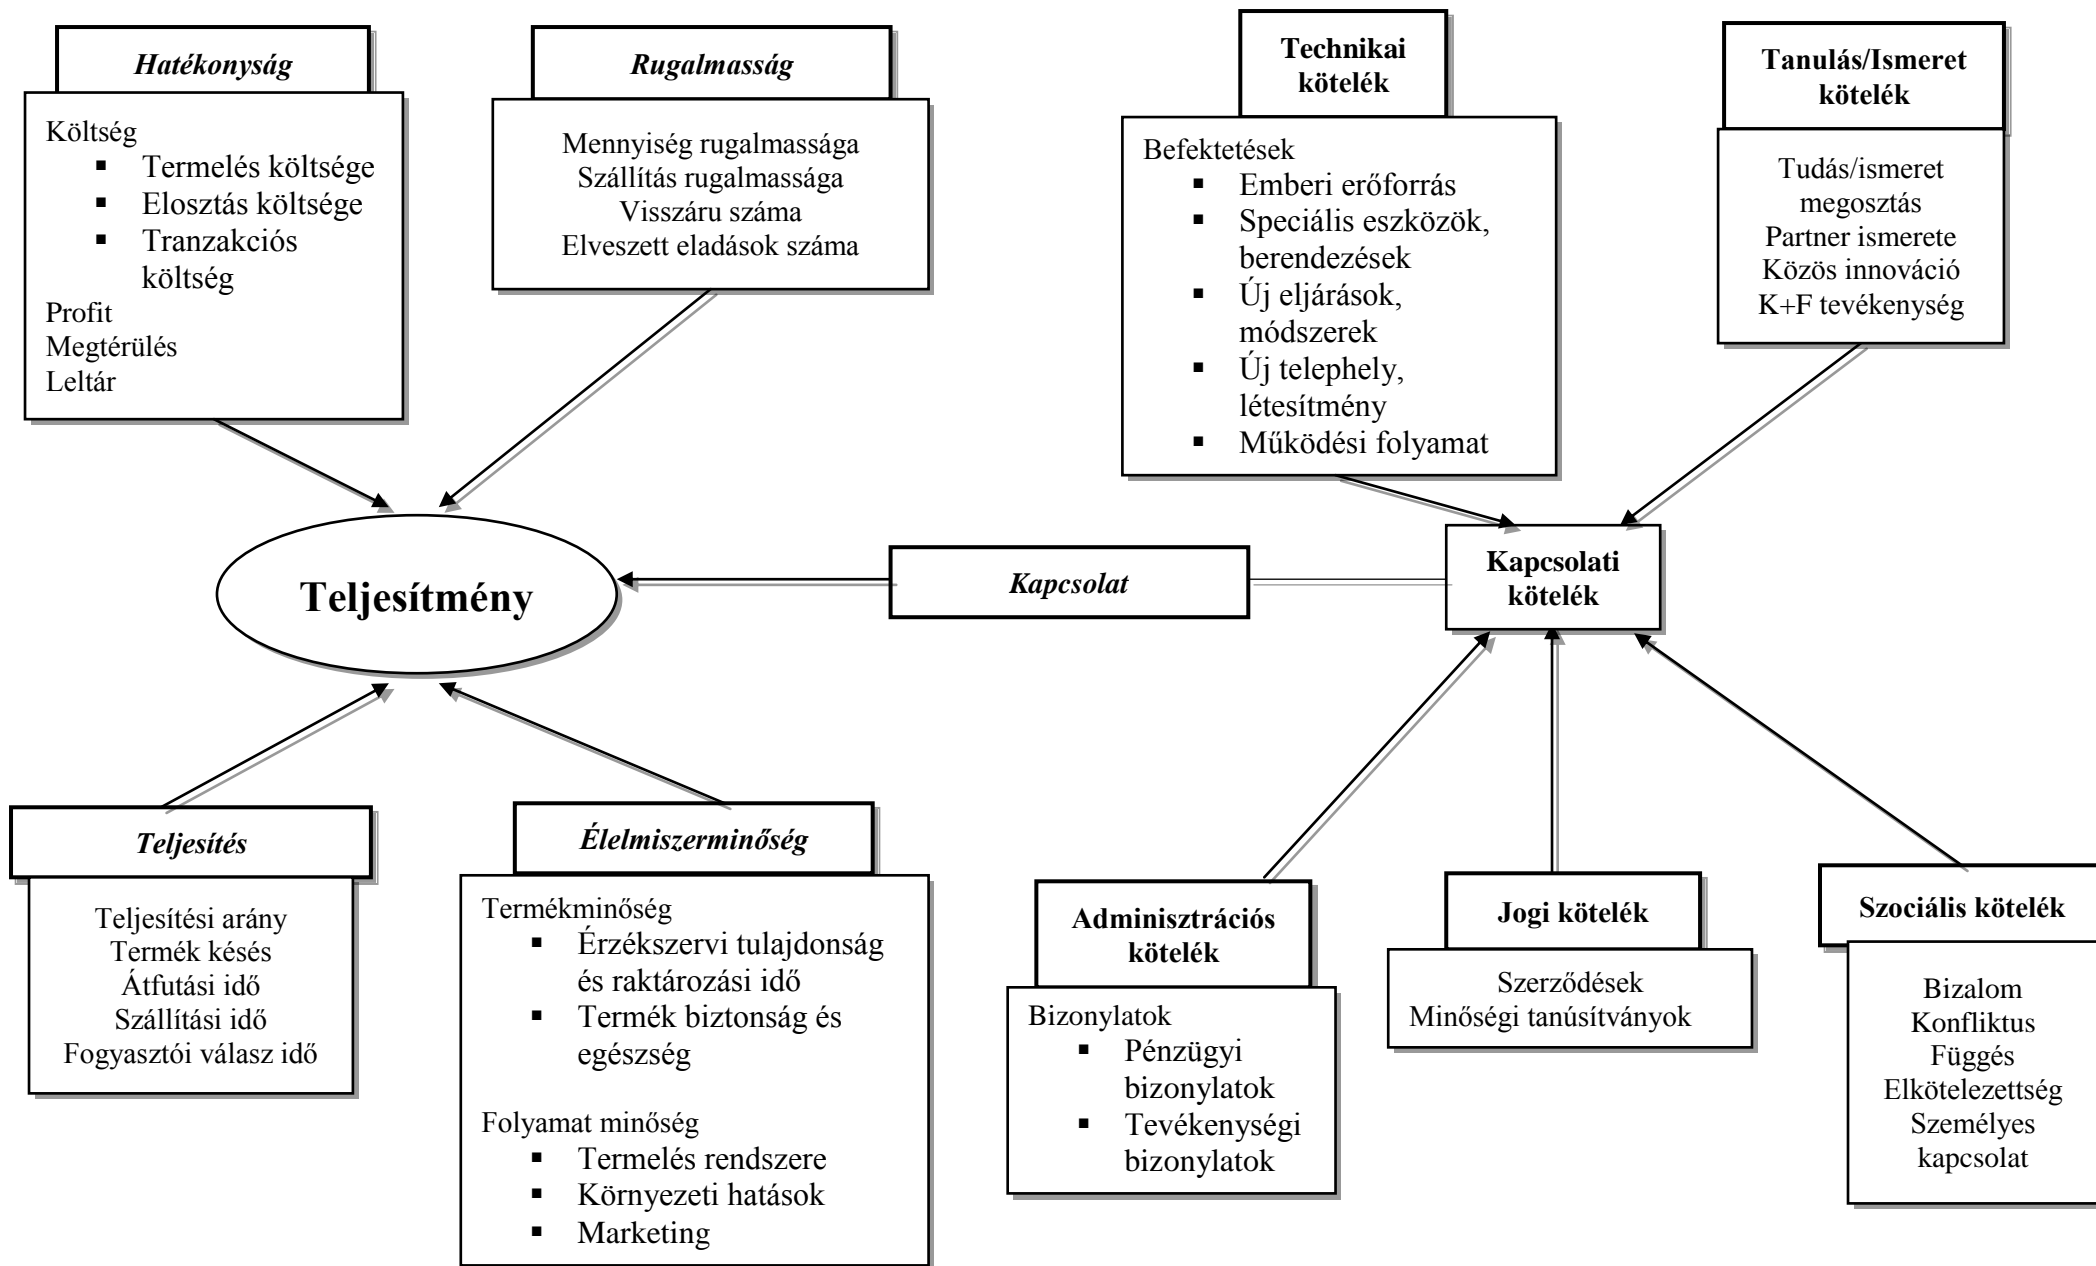 Hatékonyság
Költség
▪ Termelés költsége
▪ Elosztás költsége
▪ Tranzakciós
költség
Profit
Megtérülés
Leltár
Rugalmasság
Mennyiség rugalmassága
Szállítás rugalmassága
Visszáru száma
Elveszett eladások száma
Technikai
kötelék
Befektetések
▪ Emberi erőforrás
▪ Speciális eszközök,
berendezések
▪ Új eljárások,
módszerek
▪ Új telephely,
létesítmény
▪ Működési folyamat
Tanulás/Ismeret
kötelék
Tudás/ismeret
megosztás
Partner ismerete
Közös innováció
K+F tevékenység
Teljesítmény
Kapcsolat
Kapcsolati
kötelék
Teljesítés
Teljesítési arány
Termék késés
Átfutási idő
Szállítási idő
Fogyasztói válasz idő
Élelmiszerminőség
Termékminőség
▪ Érzékszervi tulajdonság
és raktározási idő
▪ Termék biztonság és
egészség
Folyamat minőség
▪ Termelés rendszere
▪ Környezeti hatások
▪ Marketing
Adminisztrációs
kötelék
Bizonylatok
▪ Pénzügyi
bizonylatok
▪ Tevékenységi
bizonylatok
Jogi kötelék
Szerződések
Minőségi tanúsítványok
Szociális kötelék
Bizalom
Konfliktus
Függés
Elkötelezettség
Személyes
kapcsolat